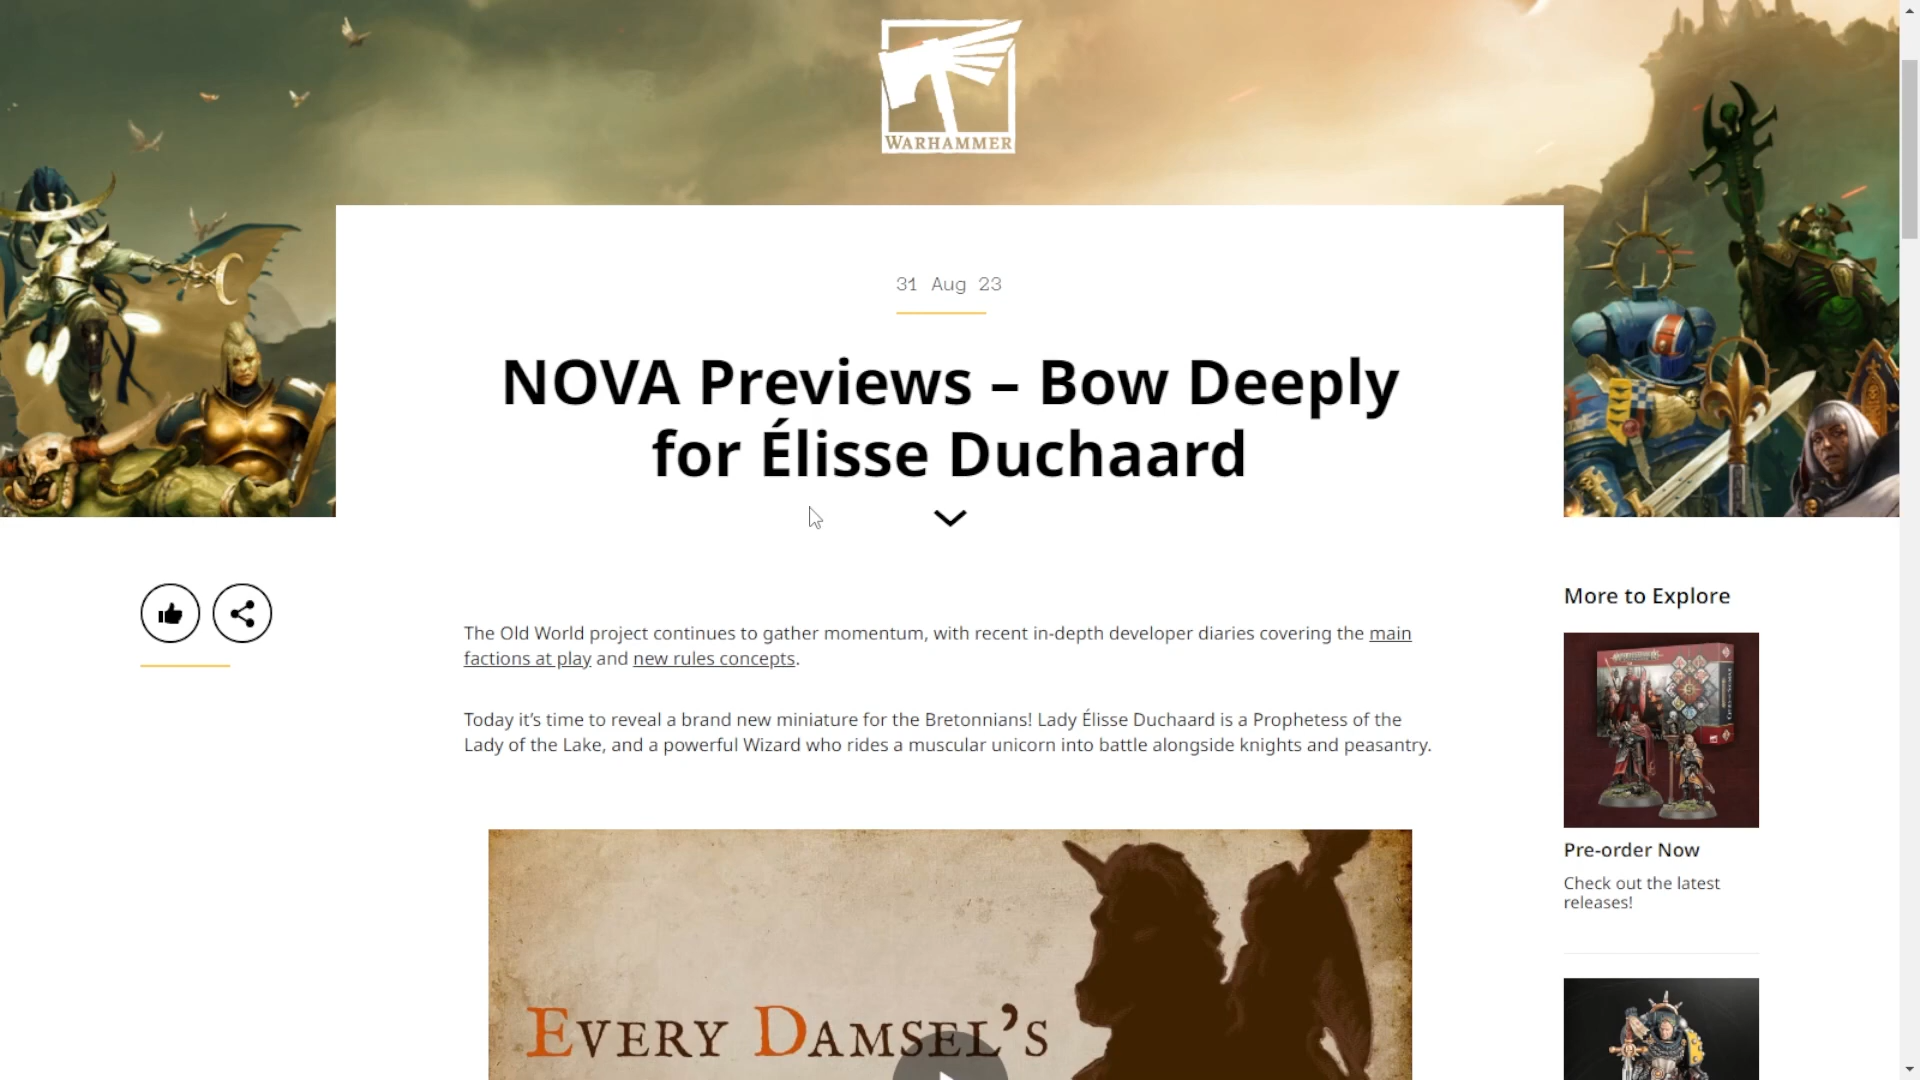 WARHAMMER
31 Aug 23
NOVA Previews – Bow Deeply
for Élisse Duchaard
The Old World project continues to gather momentum, with recent in-depth developer diaries covering the main
factions at play and new rules concepts.
Today it’s time to reveal a brand new miniature for the Bretonnians! Lady Élisse Duchaard is a Prophetess of the
Lady of the Lake, and a powerful Wizard who rides a muscular unicorn into battle alongside knights and peasantry.
EVERY DAMSEL’S
More to Explore
Pre-order Now
Check out the latest
releases!